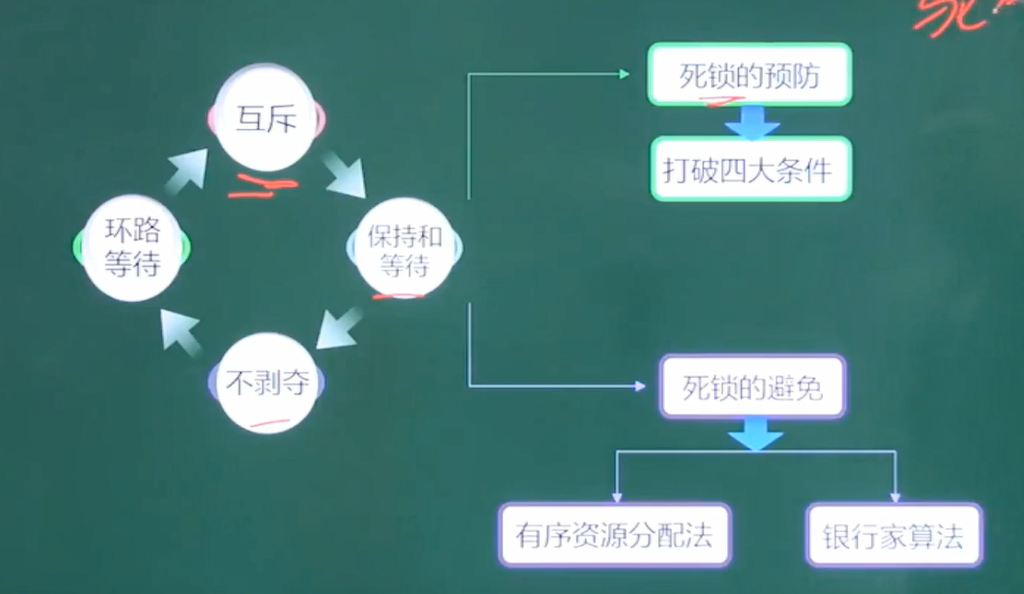 互斥
环路
等待
保持和
等待
不剥夺
死锁的预防
打破四大条件
死锁的避免
有序资源分配法
银行家算法